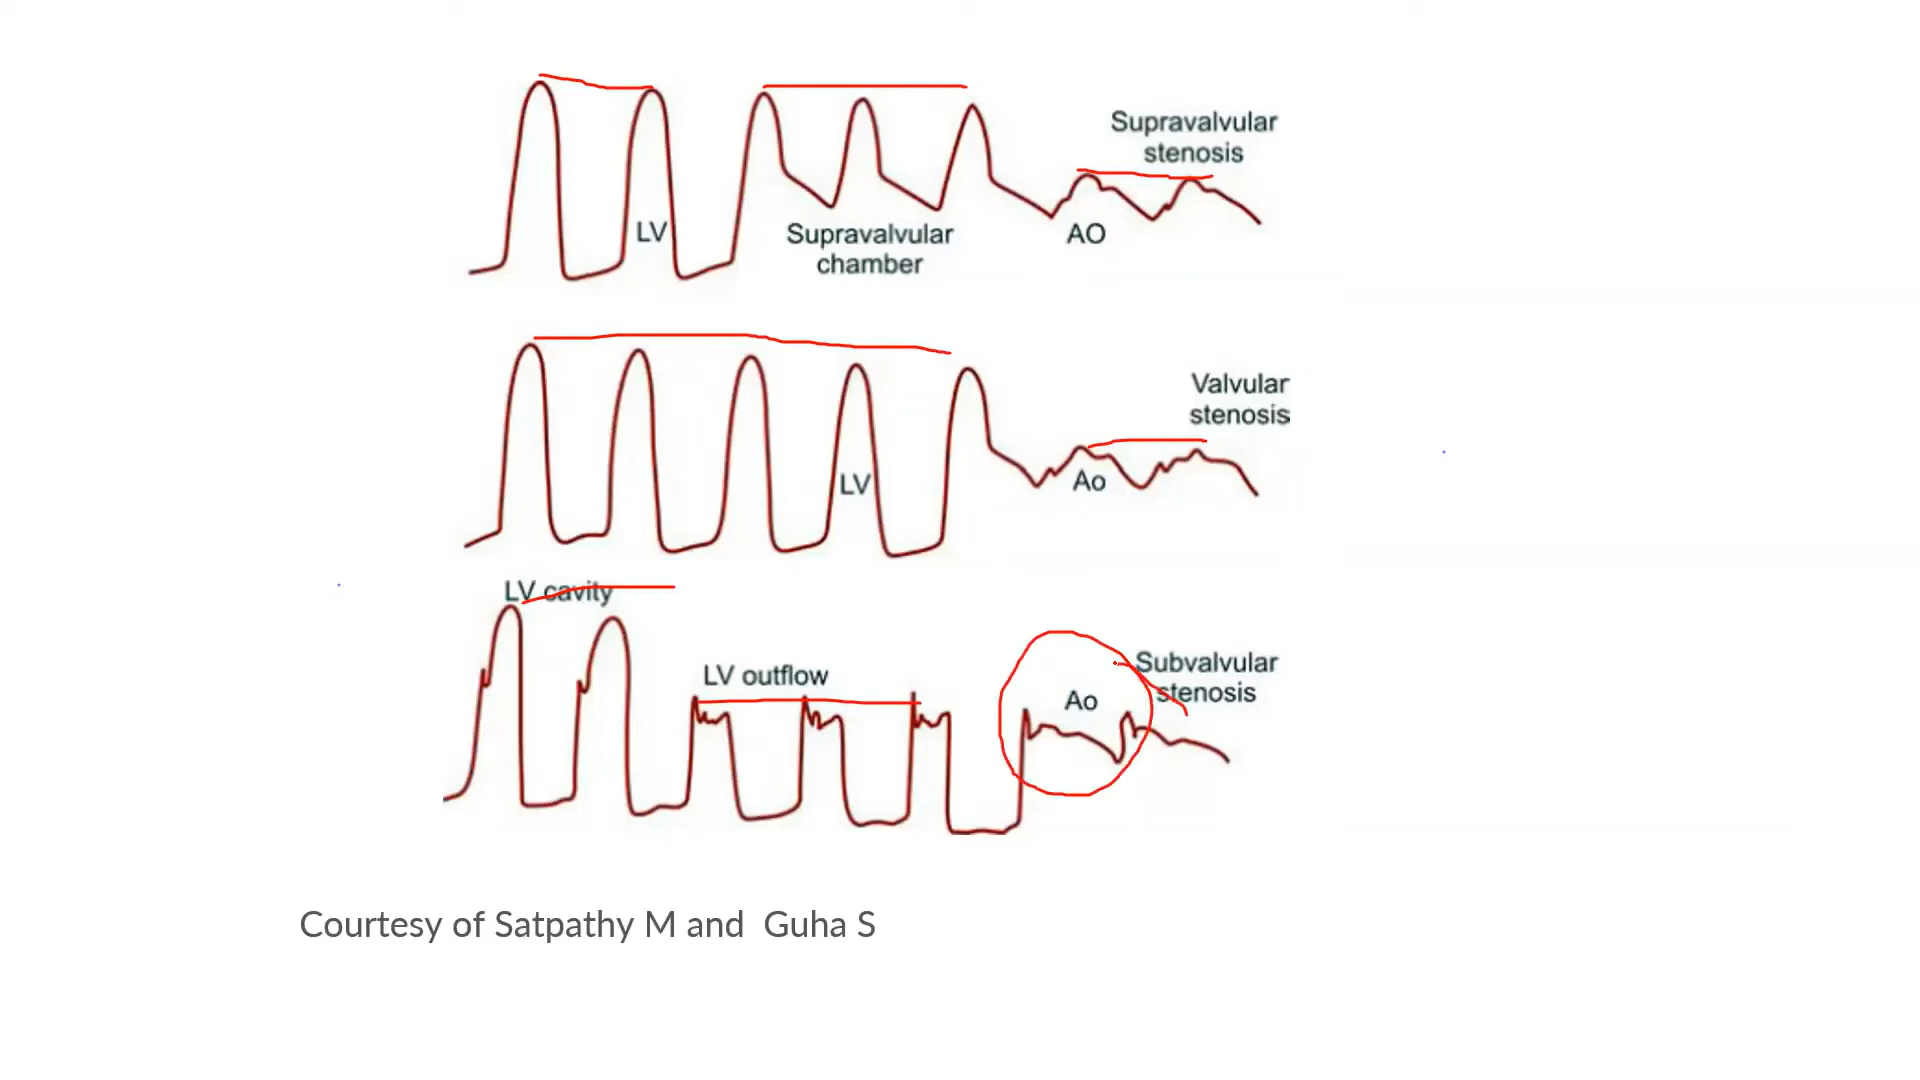 Supravalvular
stenosis
LV
Supravalvular
chamber
AO
Valvular
stenosis
LV
Ao
LV cavity
LV outflow
Ao
Subvalvular
stenosis
Courtesy of Satpathy M and  Guha S